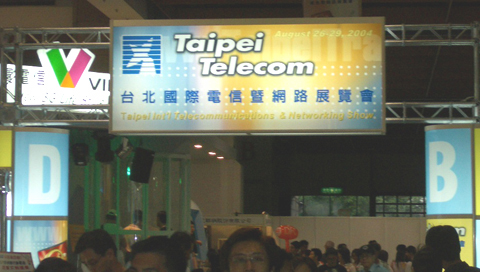 August 26-29, 2004
Taipei
Telecom
台北國際電信暨網路展覽會
Taipei Int'l Telecommunications & Networking Show
VI
D
B